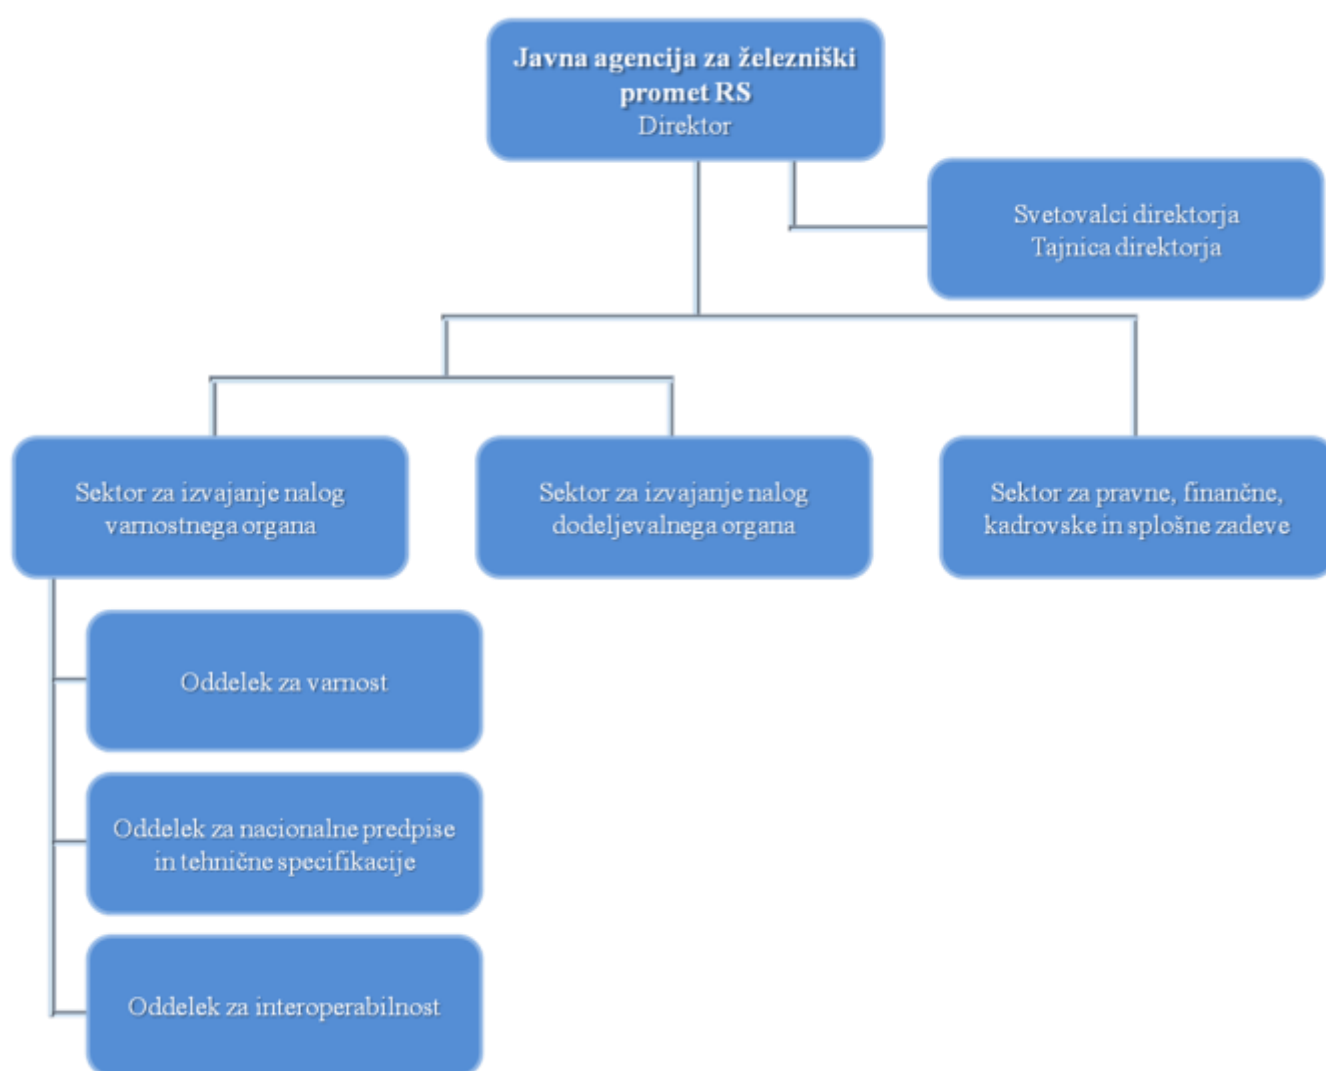 Javna agencija za železniški
promet RS
Direktor
Svetovalci direktorja
Tajnica direktorja
Sektor za izvajanje nalog
varnostnega organa
Sektor za izvajanje nalog
dodeljevalnega organa
Sektor za pravne, finančne,
kadrovske in splošne zadeve
Oddelek za varnost
Oddelek za nacionalne predpise
in tehnične specifikacije
Oddelek za interoperabilnost